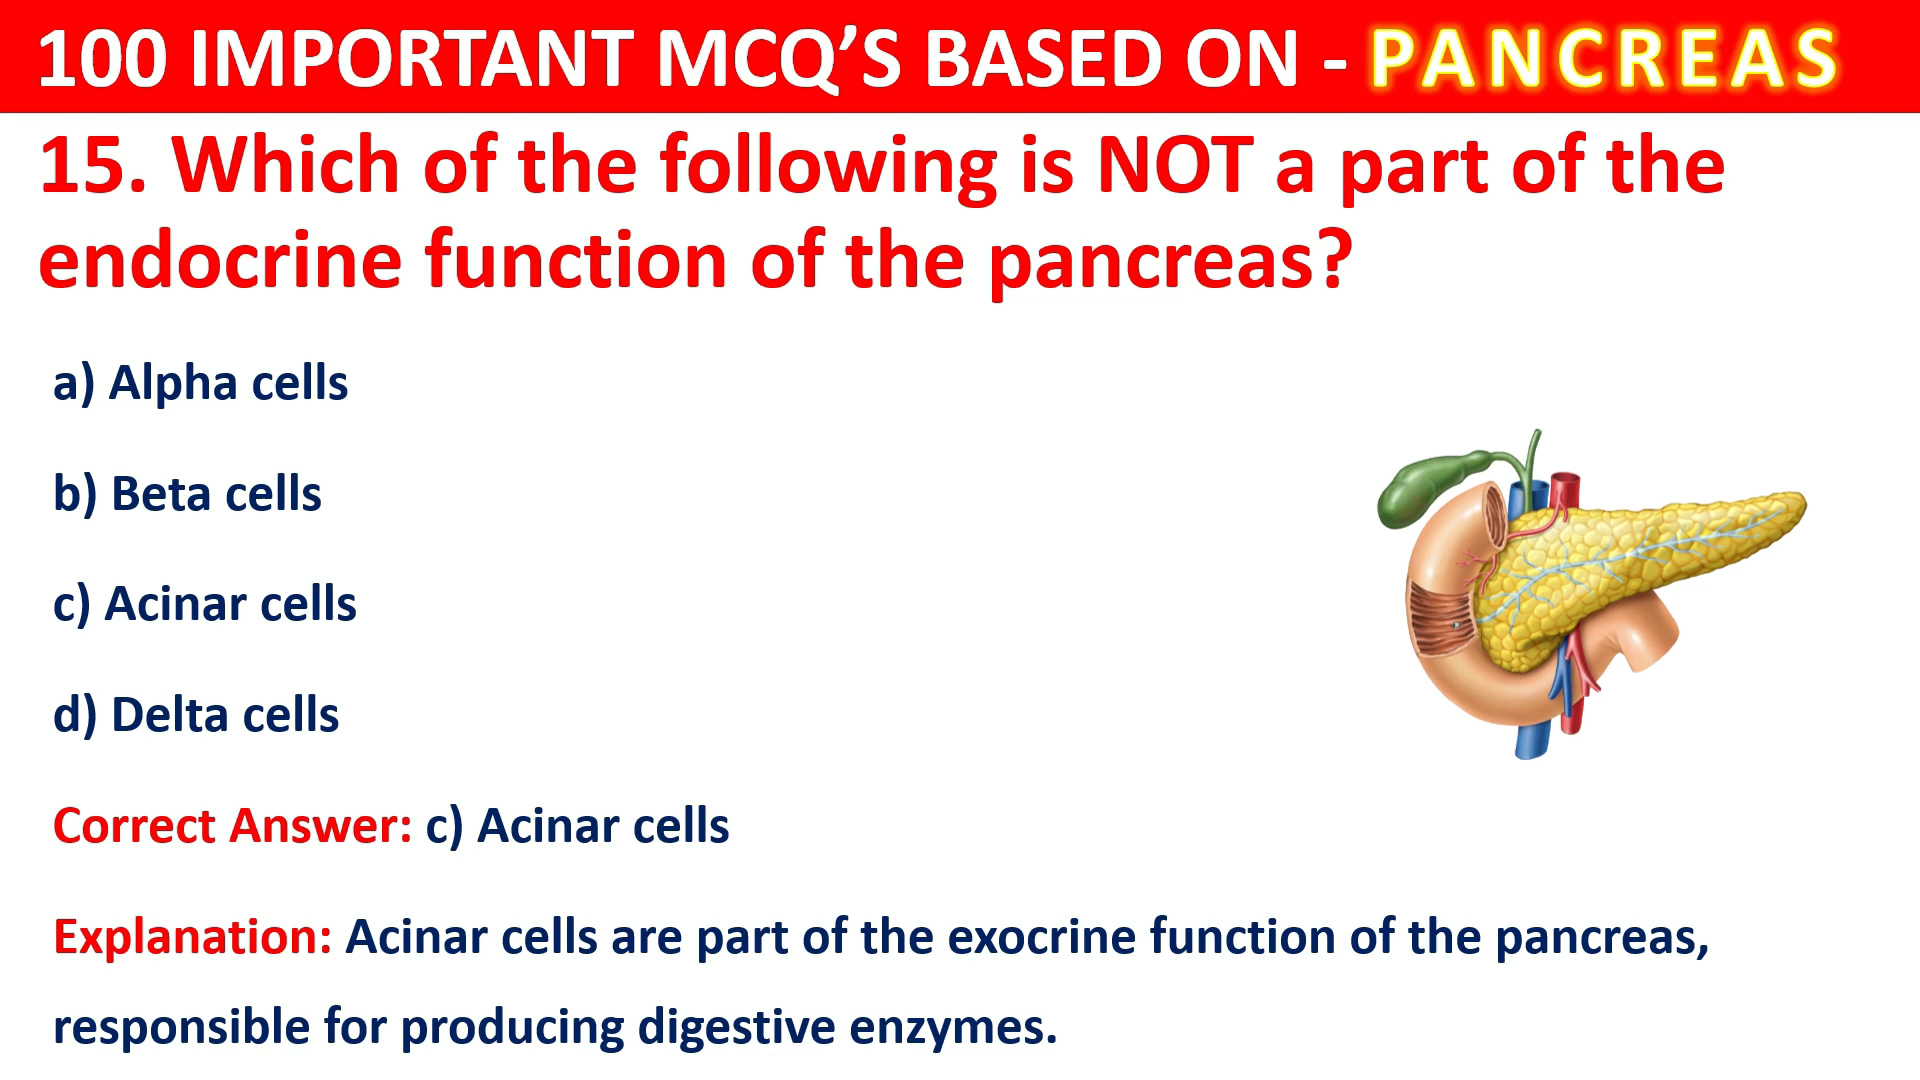 100 IMPORTANT MCQ’S BASED ON - PANCREAS
15. Which of the following is NOT a part of the
endocrine function of the pancreas?
a) Alpha cells
b) Beta cells
c) Acinar cells
d) Delta cells
Correct Answer: c) Acinar cells
Explanation: Acinar cells are part of the exocrine function of the pancreas,
responsible for producing digestive enzymes.